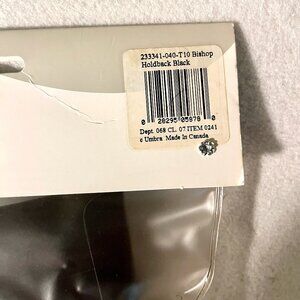 233341-040-T10 Bishop
Holdback Black
0 28295 05878 0
Dept. 068 CL. 07 ITEM 0241
c Umbra Made In Canada